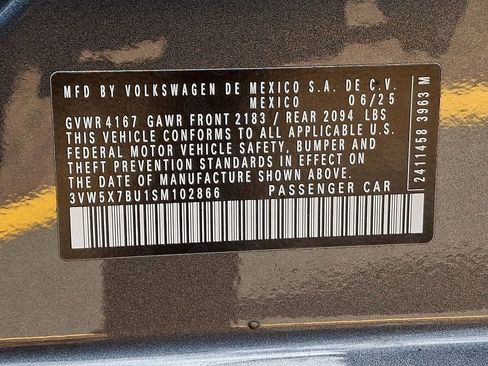 MFD BY VOLKSWAGEN DE MEXICO S.A. DE C.V.
MEXICO 06/25
GVWR 4167 GAWR FRONT 2183 / REAR 2094 LBS
THIS VEHICLE CONFORMS TO ALL APPLICABLE U.S.
FEDERAL MOTOR VEHICLE SAFETY, BUMPER AND
THEFT PREVENTION STANDARDS IN EFFECT ON
THE DATE OF MANUFACTURE SHOWN ABOVE.
3VW5X7BU1SM102866 PASSENGER CAR
2411458 3963 M